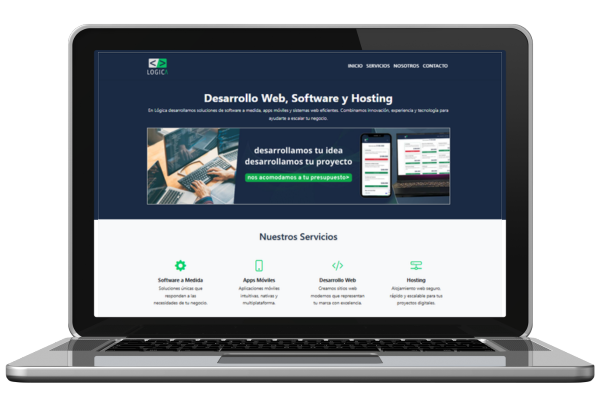 LOGICA
INICIO SERVICIOS NOSOTROS CONTACTO
Desarrollo Web, Software y Hosting
En Lógica desarrollamos soluciones de software a medida, apps móviles y sistemas web eficientes. Combinamos innovación, experiencia y tecnología para
ayudarte a escalar tu negocio.
desarrollamos tu idea
desarrollamos tu proyecto
nos acomodamos a tu presupuesto»
Nuestros Servicios
Software a Medida
Soluciones únicas que
responden a las
necesidades de tu negocio.
Apps Móviles
Aplicaciones móviles
intuitivas, nativas y
multiplataforma.
Desarrollo Web
Creamos sitios web
modernos que representan
tu marca con excelencia.
Hosting
Alojamiento web seguro,
rápido y escalable para tus
proyectos digitales.